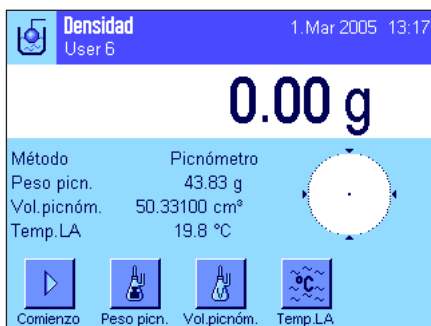 Densidad 1.Mar 2005 13:17
User 6
0.00 g
Método Picnómetro
Peso picn. 43.83 g
Vol.picnóm. 50.33100 cm³
Temp.LA 19.8 °C
°C
Comienzo Peso picn. Vol.picnóm. Temp.LA